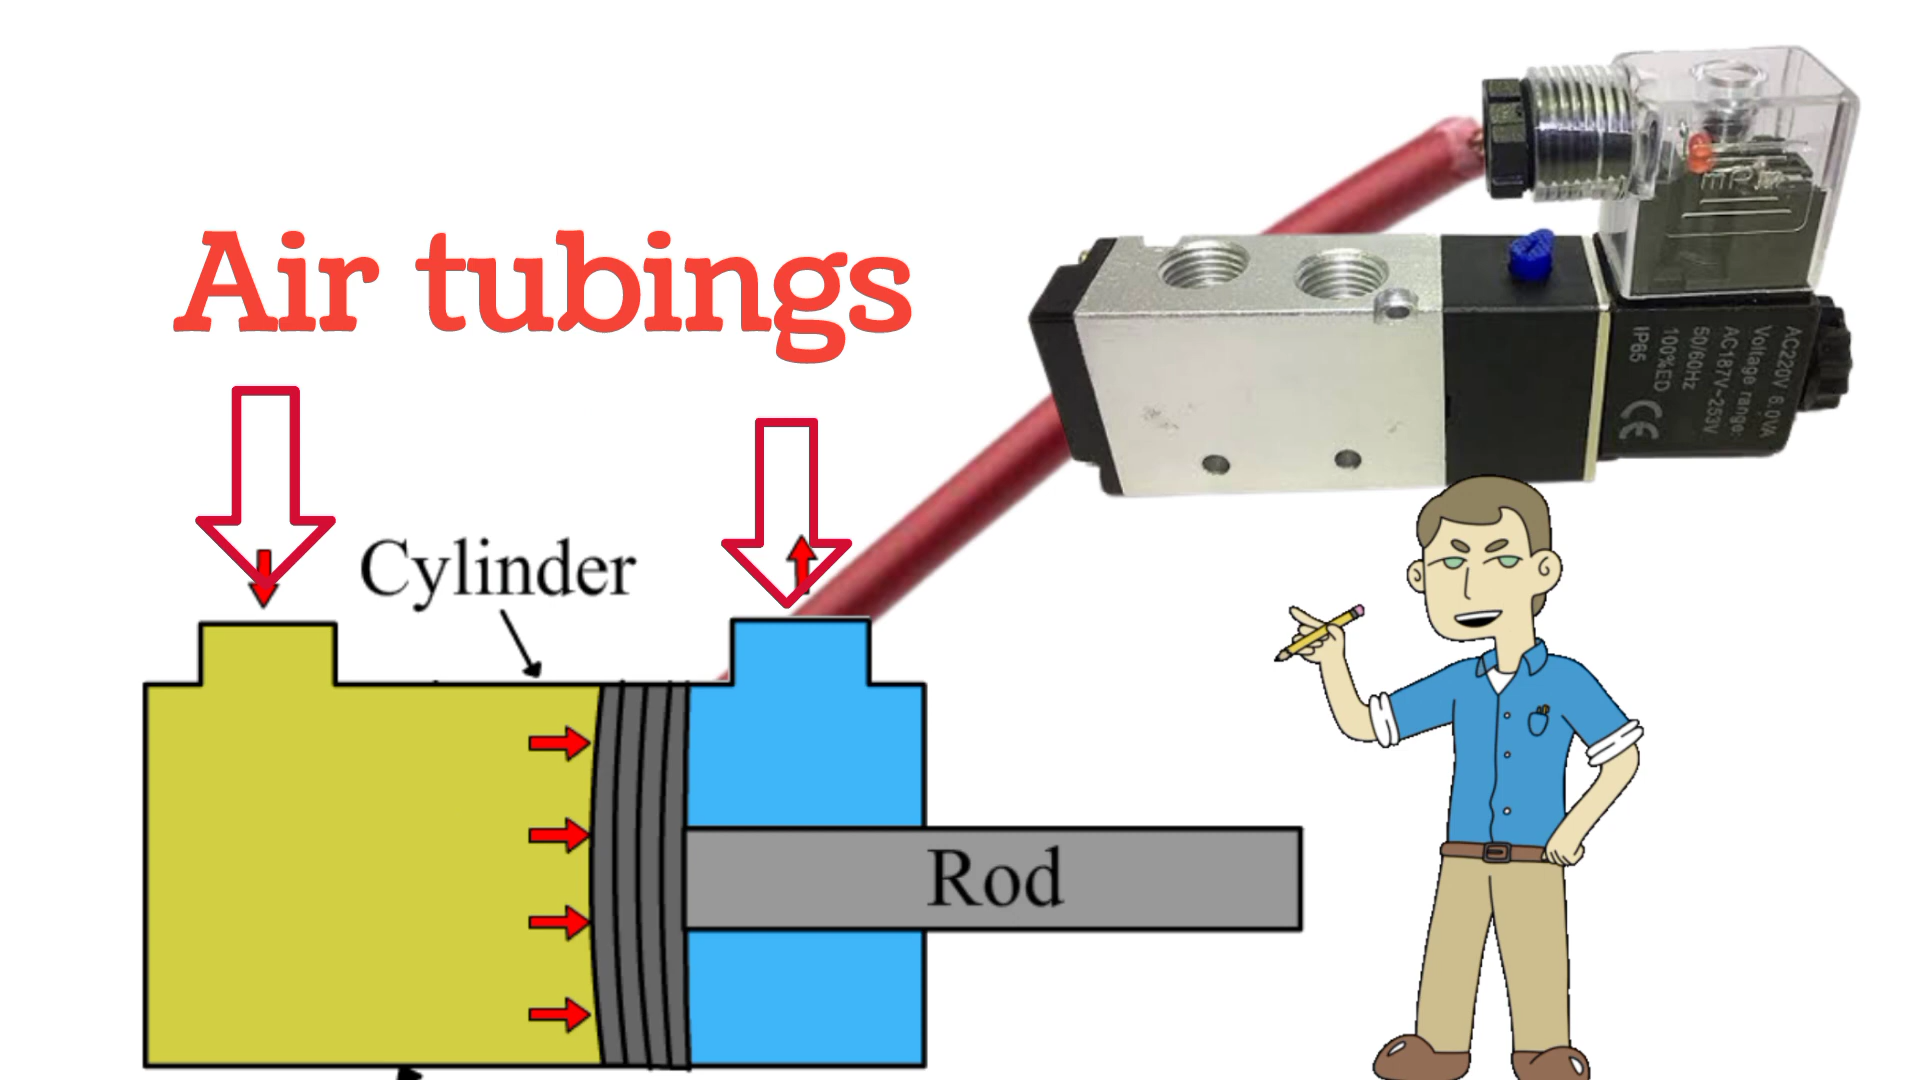 Air tubings
Cylinder
Rod
AC220V 6.0VA
Voltage range:
AC187V~253V
50/60Hz
100%ED
IP65
CE